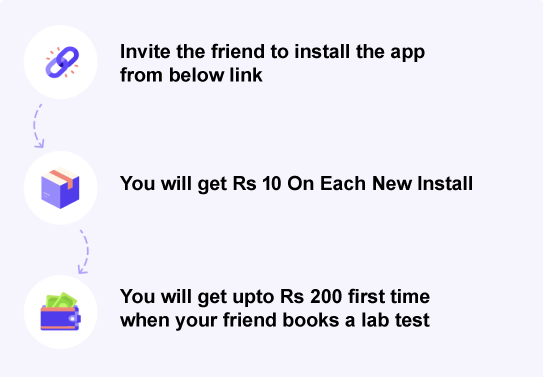 Invite the friend to install the app
from below link
You will get Rs 10 On Each New Install
You will get upto Rs 200 first time
when your friend books a lab test